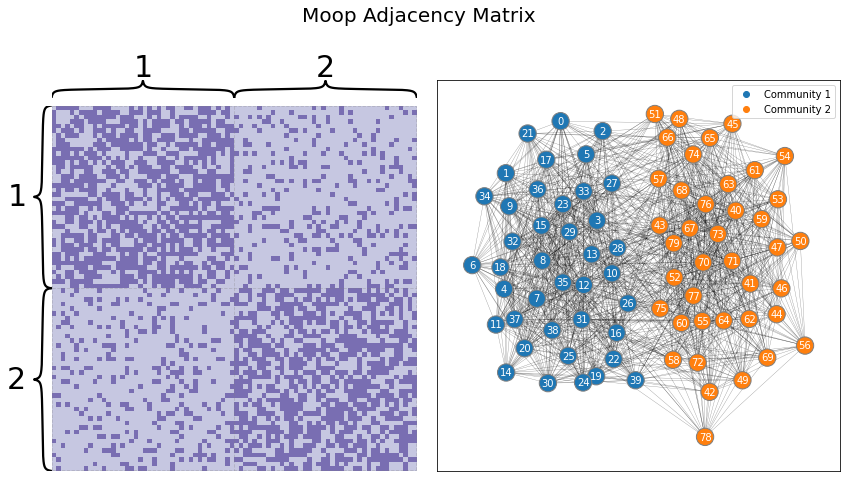 Moop Adjacency Matrix
1 2
1
2
Community 1
Community 2
0
51 48 45
21 2
66 65
17 5 74 54
1 36 33 27 57 68 63 61
34 9 23 76 40 53
15 3 43 67 59
32 29 79 73 50
13 28 47
6 18 8 70 71
4 35 12 10 52 41 46
7 26 77
11 37 31 75 60 55 64 62 44
38 16 56
20 25 22 58 72 69
14 30 24 19 39 42 49
78